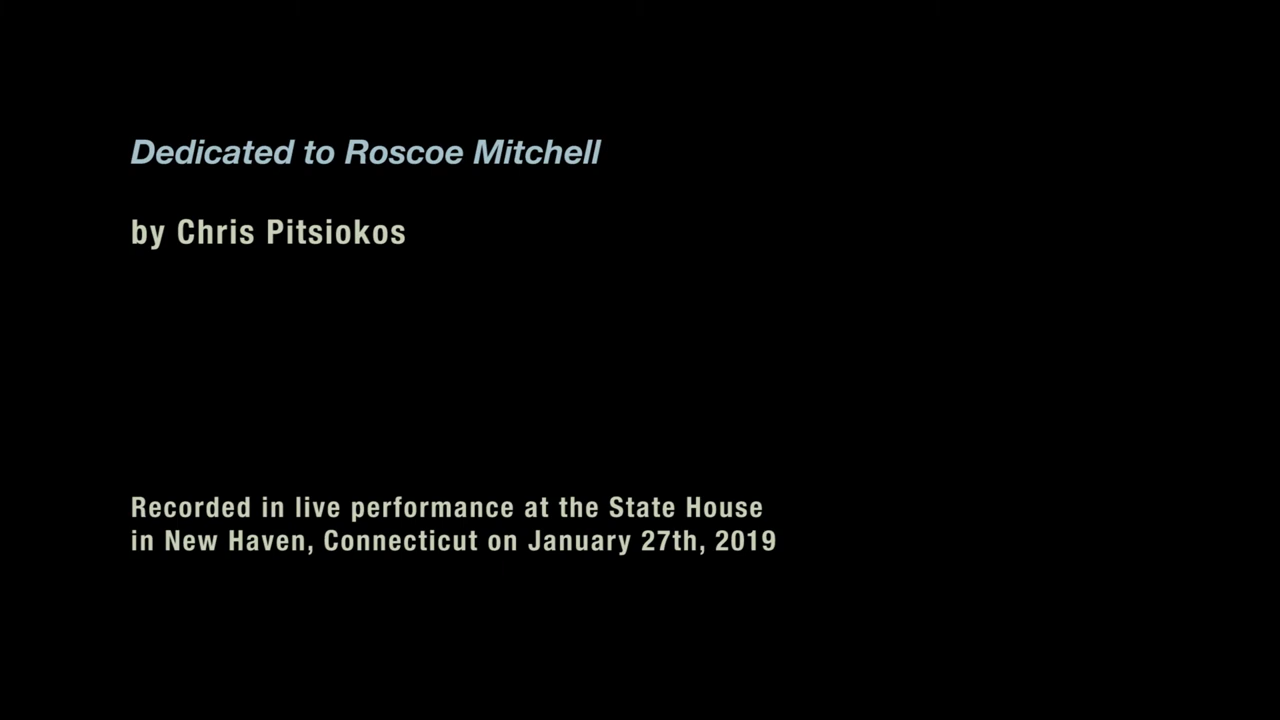 Dedicated to Roscoe Mitchell
by Chris Pitsiokos
Recorded in live performance at the State House
in New Haven, Connecticut on January 27th, 2019